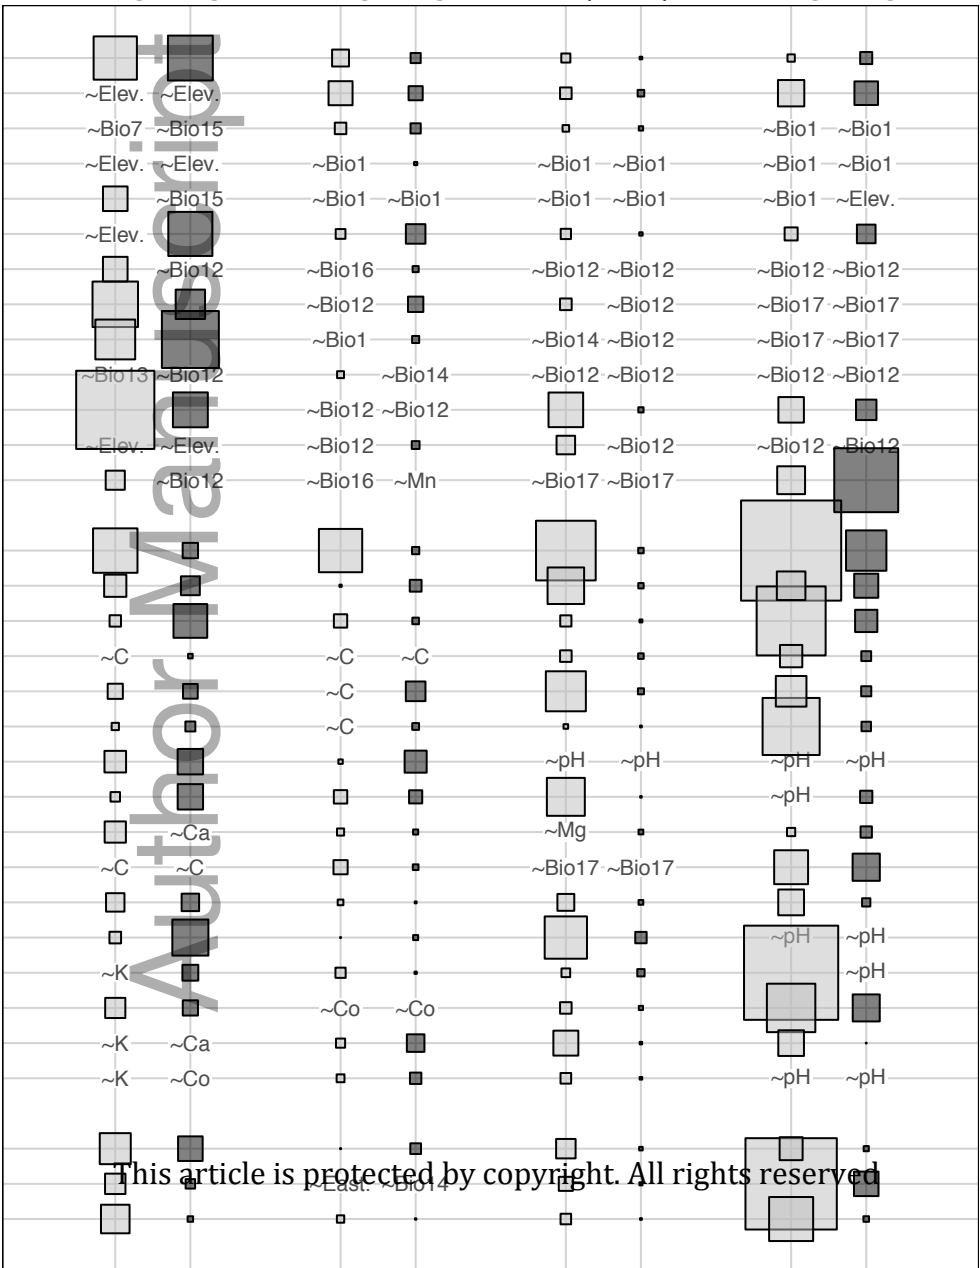 ~Elev. ~Elev.
~Bio7 ~Bio15 ~Bio1 ~Bio1
~Elev. ~Elev. ~Bio1 ~Bio1 ~Bio1 ~Bio1 ~Bio1
~Bio15 ~Bio1 ~Bio1 ~Bio1 ~Bio1 ~Bio1 ~Elev.
~Elev.
~Bio12 ~Bio16 ~Bio12 ~Bio12 ~Bio12 ~Bio12
~Bio12 ~Bio12 ~Bio17 ~Bio17
~Bio1 ~Bio14 ~Bio12 ~Bio17 ~Bio17
~Bio13 ~Bio12 ~Bio14 ~Bio12 ~Bio12 ~Bio12 ~Bio12
~Bio12 ~Bio12
~Elev. ~Elev. ~Bio12 ~Bio12 ~Bio12 ~Bio12
~Bio12 ~Bio16 ~Mn ~Bio17 ~Bio17
~C ~C ~C
~C
~C
~pH ~pH ~pH ~pH
~pH
~Ca ~Mg
~C ~C ~Bio17 ~Bio17
~pH ~pH
~K ~pH
~Co ~Co
~K ~Ca
~K ~Co ~pH ~pH
~East. ~Bio14
This article is protected by copyright. All rights reserved
Author Manuscript